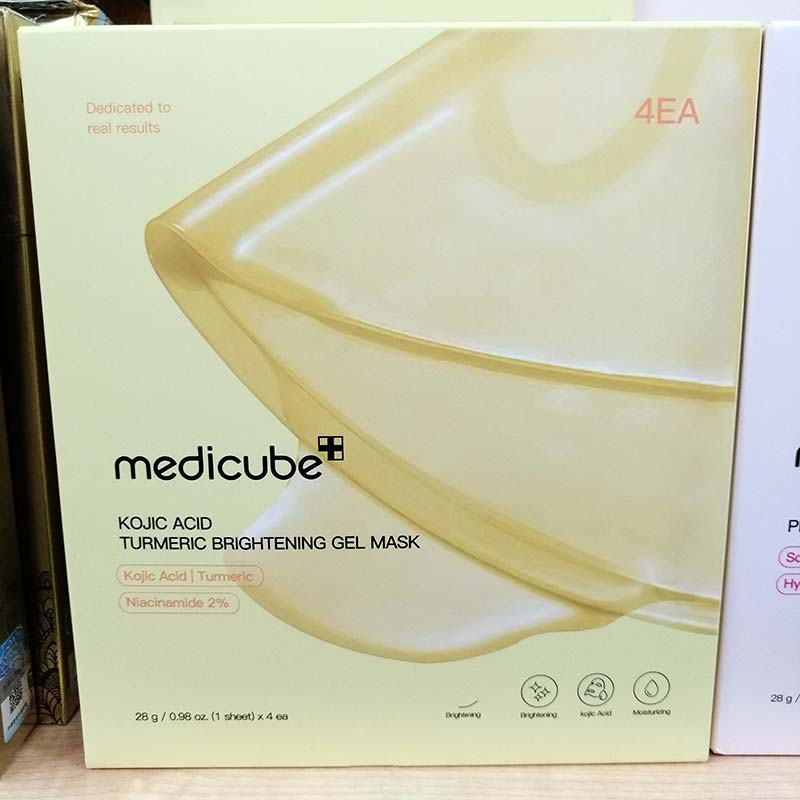 Dedicated to
real results
4EA
medicube
KOJIC ACID
TURMERIC BRIGHTENING GEL MASK
Kojic Acid | Turmeric
Niacinamide 2%
28 g / 0.98 oz. (1 sheet) x 4 ea
Brightening
Brightening
kojic Acid
Moisturizing
28 g /